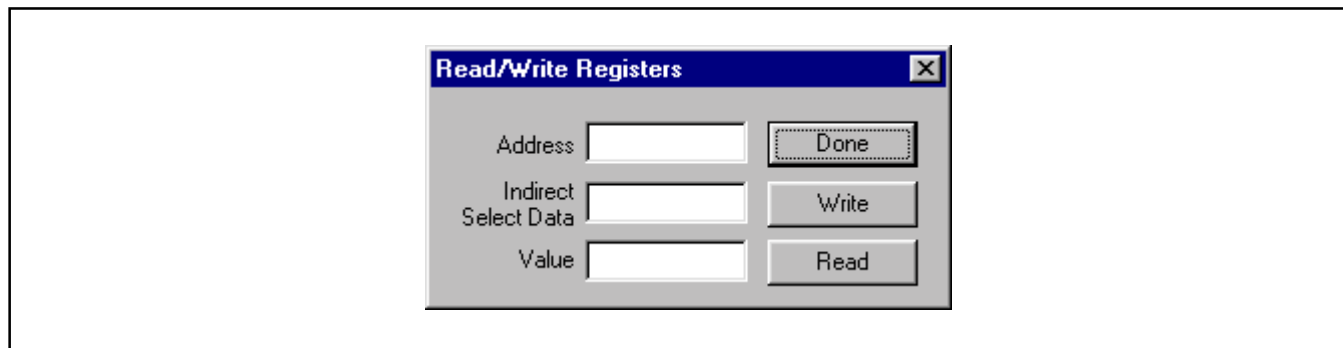 Read/Write Registers
Address
Done
Indirect
Select Data
Write
Value
Read